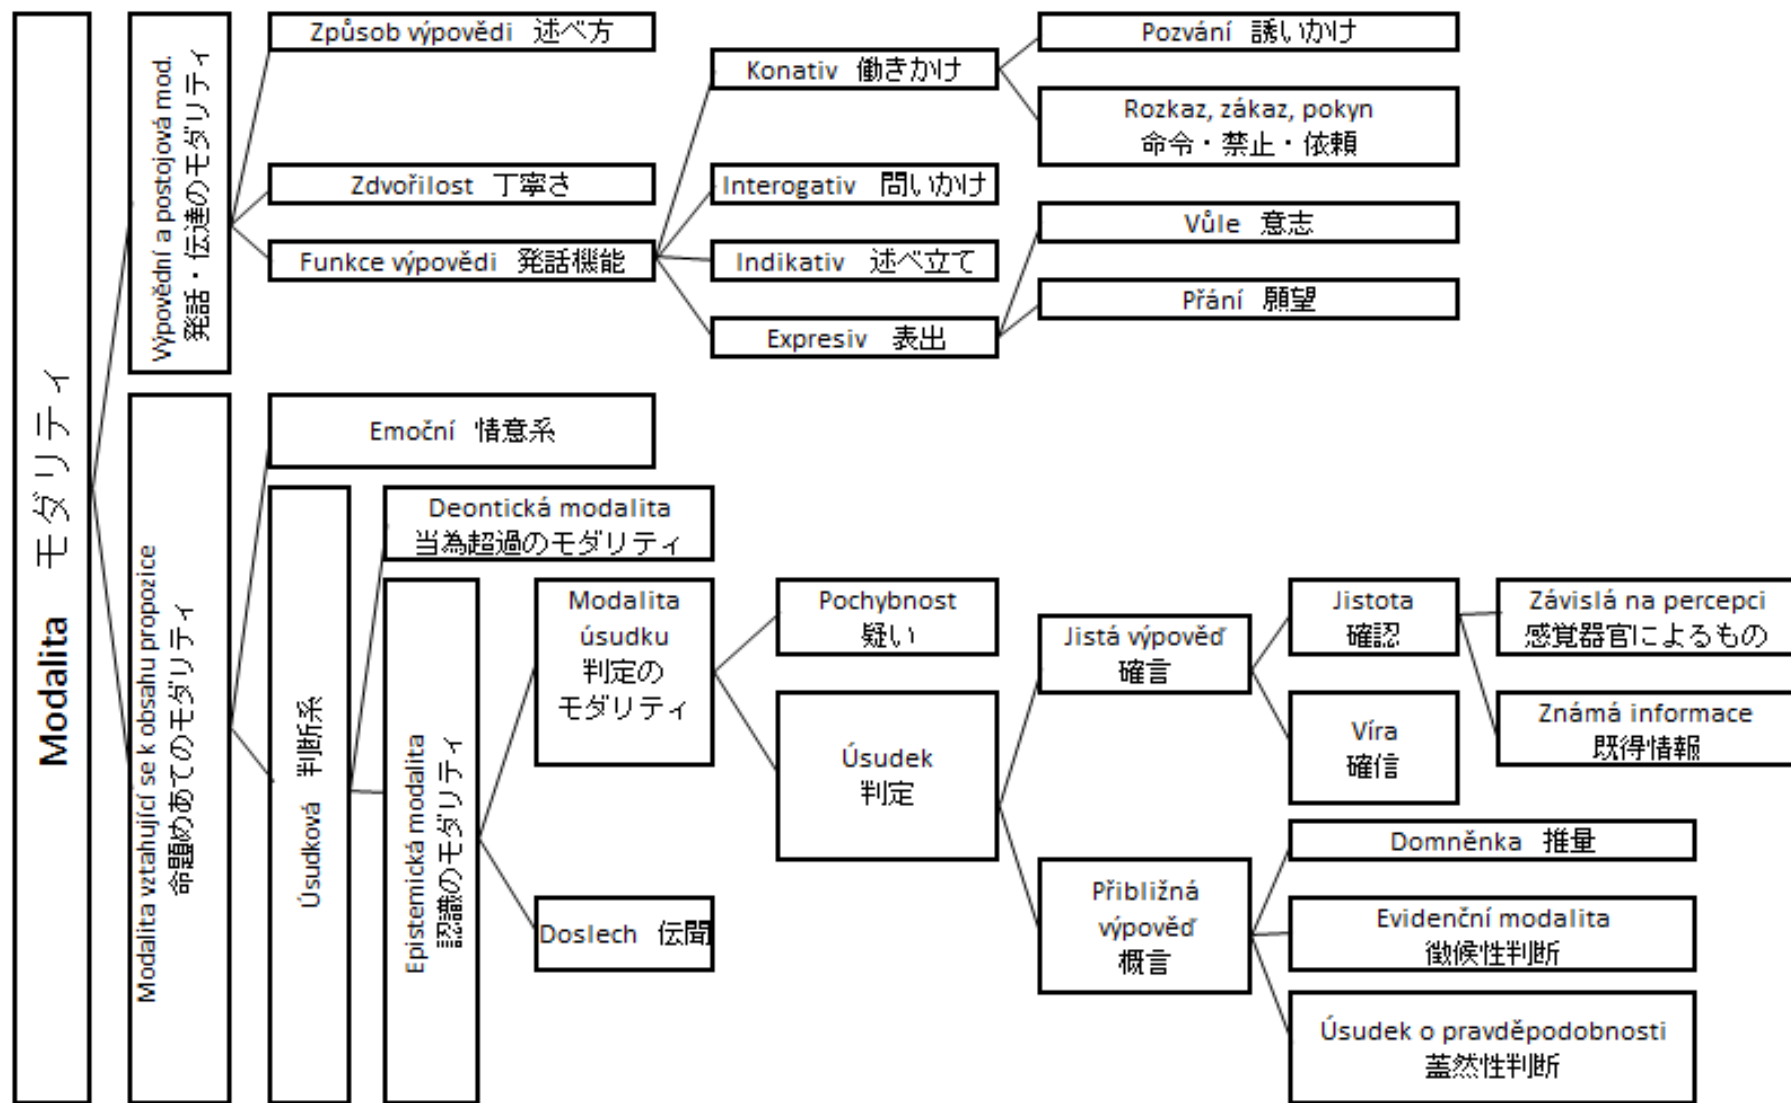 Modalita モダリティ
Výpovědní a postojová mod.
発話・伝達のモダリティ
Způsob výpovědi 述べ方
Zdvořilost 丁寧さ
Funkce výpovědi 発話機能
Konativ 働きかけ
Pozvání 誘いかけ
Rozkaz, zákaz, pokyn
命令・禁止・依頼
Interogativ 問いかけ
Indikativ 述べ立て
Expresiv 表出
Vůle 意志
Přání 願望
Modalita vztahující se k obsahu propozice
命題めあてのモダリティ
Emoční 情意系
Úsudková 判断系
Deontická modalita
当為超過のモダリティ
Epistemická modalita
認識のモダリティ
Modalita
úsudku
判定の
モダリティ
Pochybnost
疑い
Úsudek
判定
Jistá výpověď
確言
Jistota
確認
Závislá na percepci
感覚器官によるもの
Známá informace
既得情報
Víra
確信
Přibližná
výpověď
概言
Domněnka 推量
Evidenční modalita
徴候性判断
Úsudek o pravděpodobnosti
蓋然性判断
Doslech 伝聞